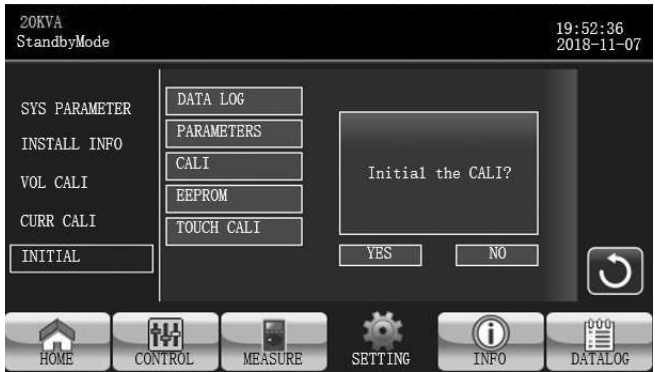 20KVA
StandbyMode
19:52:36
2018-11-07
SYS PARAMETER
INSTALL INFO
VOL CALI
CURR CALI
INITIAL
DATA LOG
PARAMETERS
CALI
EEPROM
TOUCH CALI
Initial the CALI?
YES
NO
HOME
CONTROL
MEASURE
SETTING
INFO
DATALOG